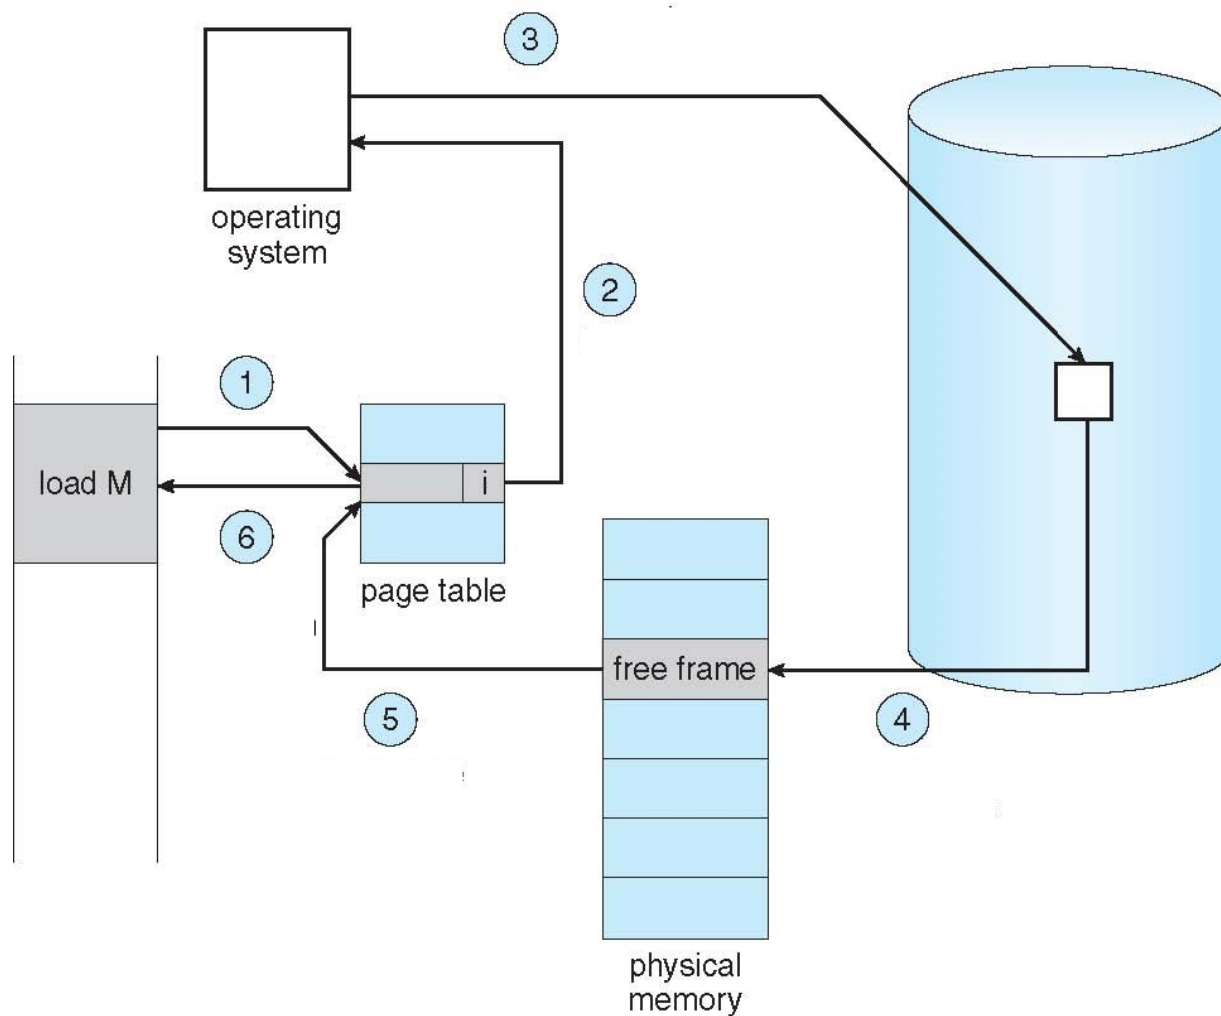 3
operating
system
2
1
load M
i
6
page table
free frame
5
4
physical
memory